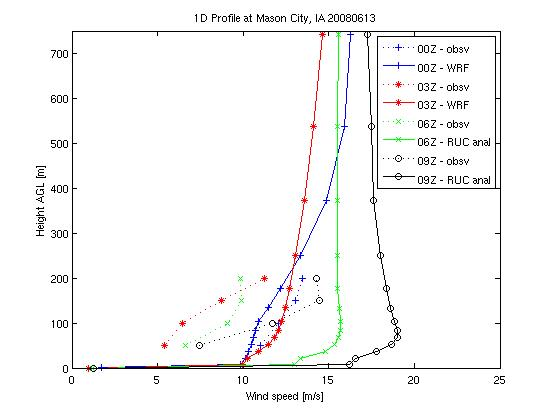 1D Profile at Mason City, IA 20080613
700
600
500
400
300
200
100
0
Height AGL [m]
0 5 10 15 20 25
Wind speed [m/s]
00Z - obsv
00Z - WRF
03Z - obsv
03Z - WRF
06Z - obsv
06Z - RUC anal
09Z - obsv
09Z - RUC anal